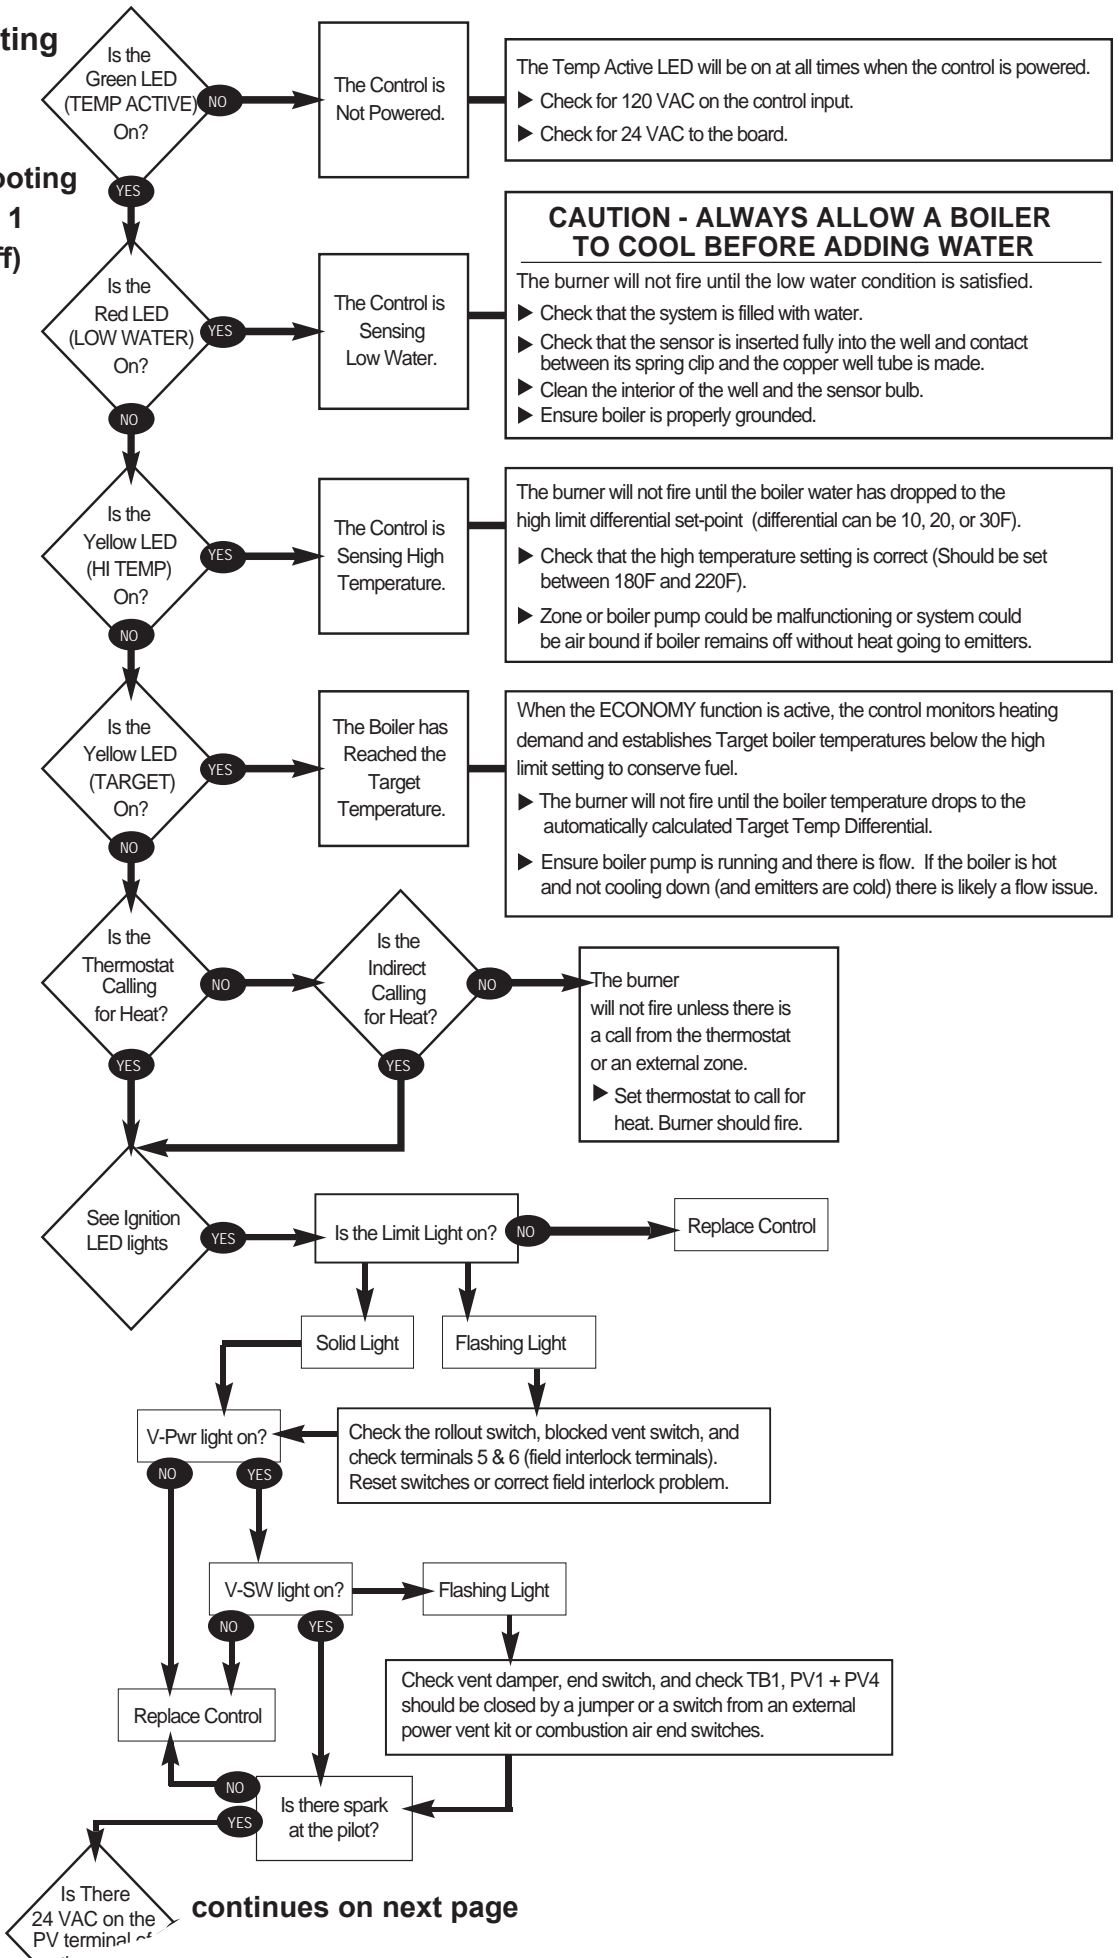 ting
Is the
Green LED
(TEMP ACTIVE)
On?
NO
The Control is
Not Powered.
The Temp Active LED will be on at all times when the control is powered.
▶ Check for 120 VAC on the control input.
▶ Check for 24 VAC to the board.
YES
ooting
1
ff)
Is the
Red LED
(LOW WATER)
On?
YES
The Control is
Sensing
Low Water.
CAUTION - ALWAYS ALLOW A BOILER
TO COOL BEFORE ADDING WATER
The burner will not fire until the low water condition is satisfied.
▶ Check that the system is filled with water.
▶ Check that the sensor is inserted fully into the well and contact
between its spring clip and the copper well tube is made.
▶ Clean the interior of the well and the sensor bulb.
▶ Ensure boiler is properly grounded.
NO
Is the
Yellow LED
(HI TEMP)
On?
YES
The Control is
Sensing High
Temperature.
The burner will not fire until the boiler water has dropped to the
high limit differential set-point (differential can be 10, 20, or 30F).
▶ Check that the high temperature setting is correct (Should be set
between 180F and 220F).
▶ Zone or boiler pump could be malfunctioning or system could
be air bound if boiler remains off without heat going to emitters.
NO
Is the
Yellow LED
(TARGET)
On?
YES
The Boiler has
Reached the
Target
Temperature.
When the ECONOMY function is active, the control monitors heating
demand and establishes Target boiler temperatures below the high
limit setting to conserve fuel.
▶ The burner will not fire until the boiler temperature drops to the
automatically calculated Target Temp Differential.
▶ Ensure boiler pump is running and there is flow. If the boiler is hot
and not cooling down (and emitters are cold) there is likely a flow issue.
NO
Is the
Thermostat
Calling
for Heat?
NO
Is the
Indirect
Calling
for Heat?
NO
The burner
will not fire unless there is
a call from the thermostat
or an external zone.
▶ Set thermostat to call for
heat. Burner should fire.
YES
YES
See Ignition
LED lights
YES
Is the Limit Light on?
NO
Replace Control
Solid Light
Flashing Light
V-Pwr light on?
Check the rollout switch, blocked vent switch, and
check terminals 5 & 6 (field interlock terminals).
Reset switches or correct field interlock problem.
NO
YES
V-SW light on?
Flashing Light
NO
YES
Check vent damper, end switch, and check TB1, PV1 + PV4
should be closed by a jumper or a switch from an external
power vent kit or combustion air end switches.
Replace Control
NO
Is there spark
at the pilot?
YES
Is There
24 VAC on the
PV terminal of
continues on next page